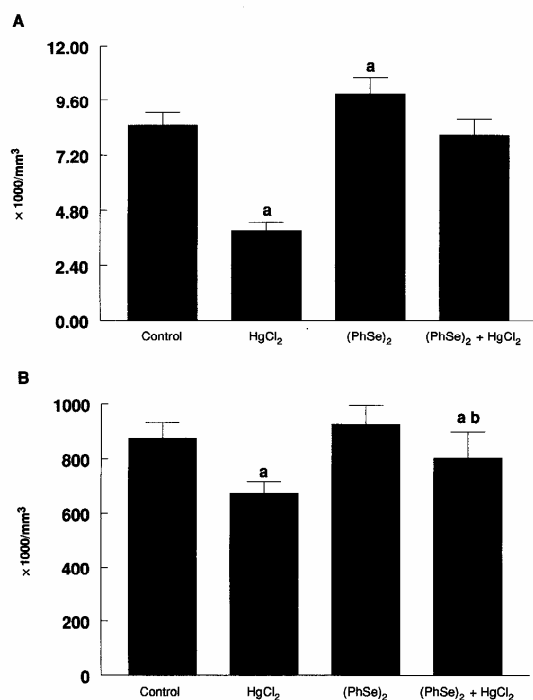 A
12.00
9.60
7.20
4.80
2.40
0.00
× 1000/mm³
a
a
Control HgCl₂ (PhSe)₂ (PhSe)₂ + HgCl₂
B
1000
800
600
400
200
0
× 1000/mm³
a
a b
Control HgCl₂ (PhSe)₂ (PhSe)₂ + HgCl₂